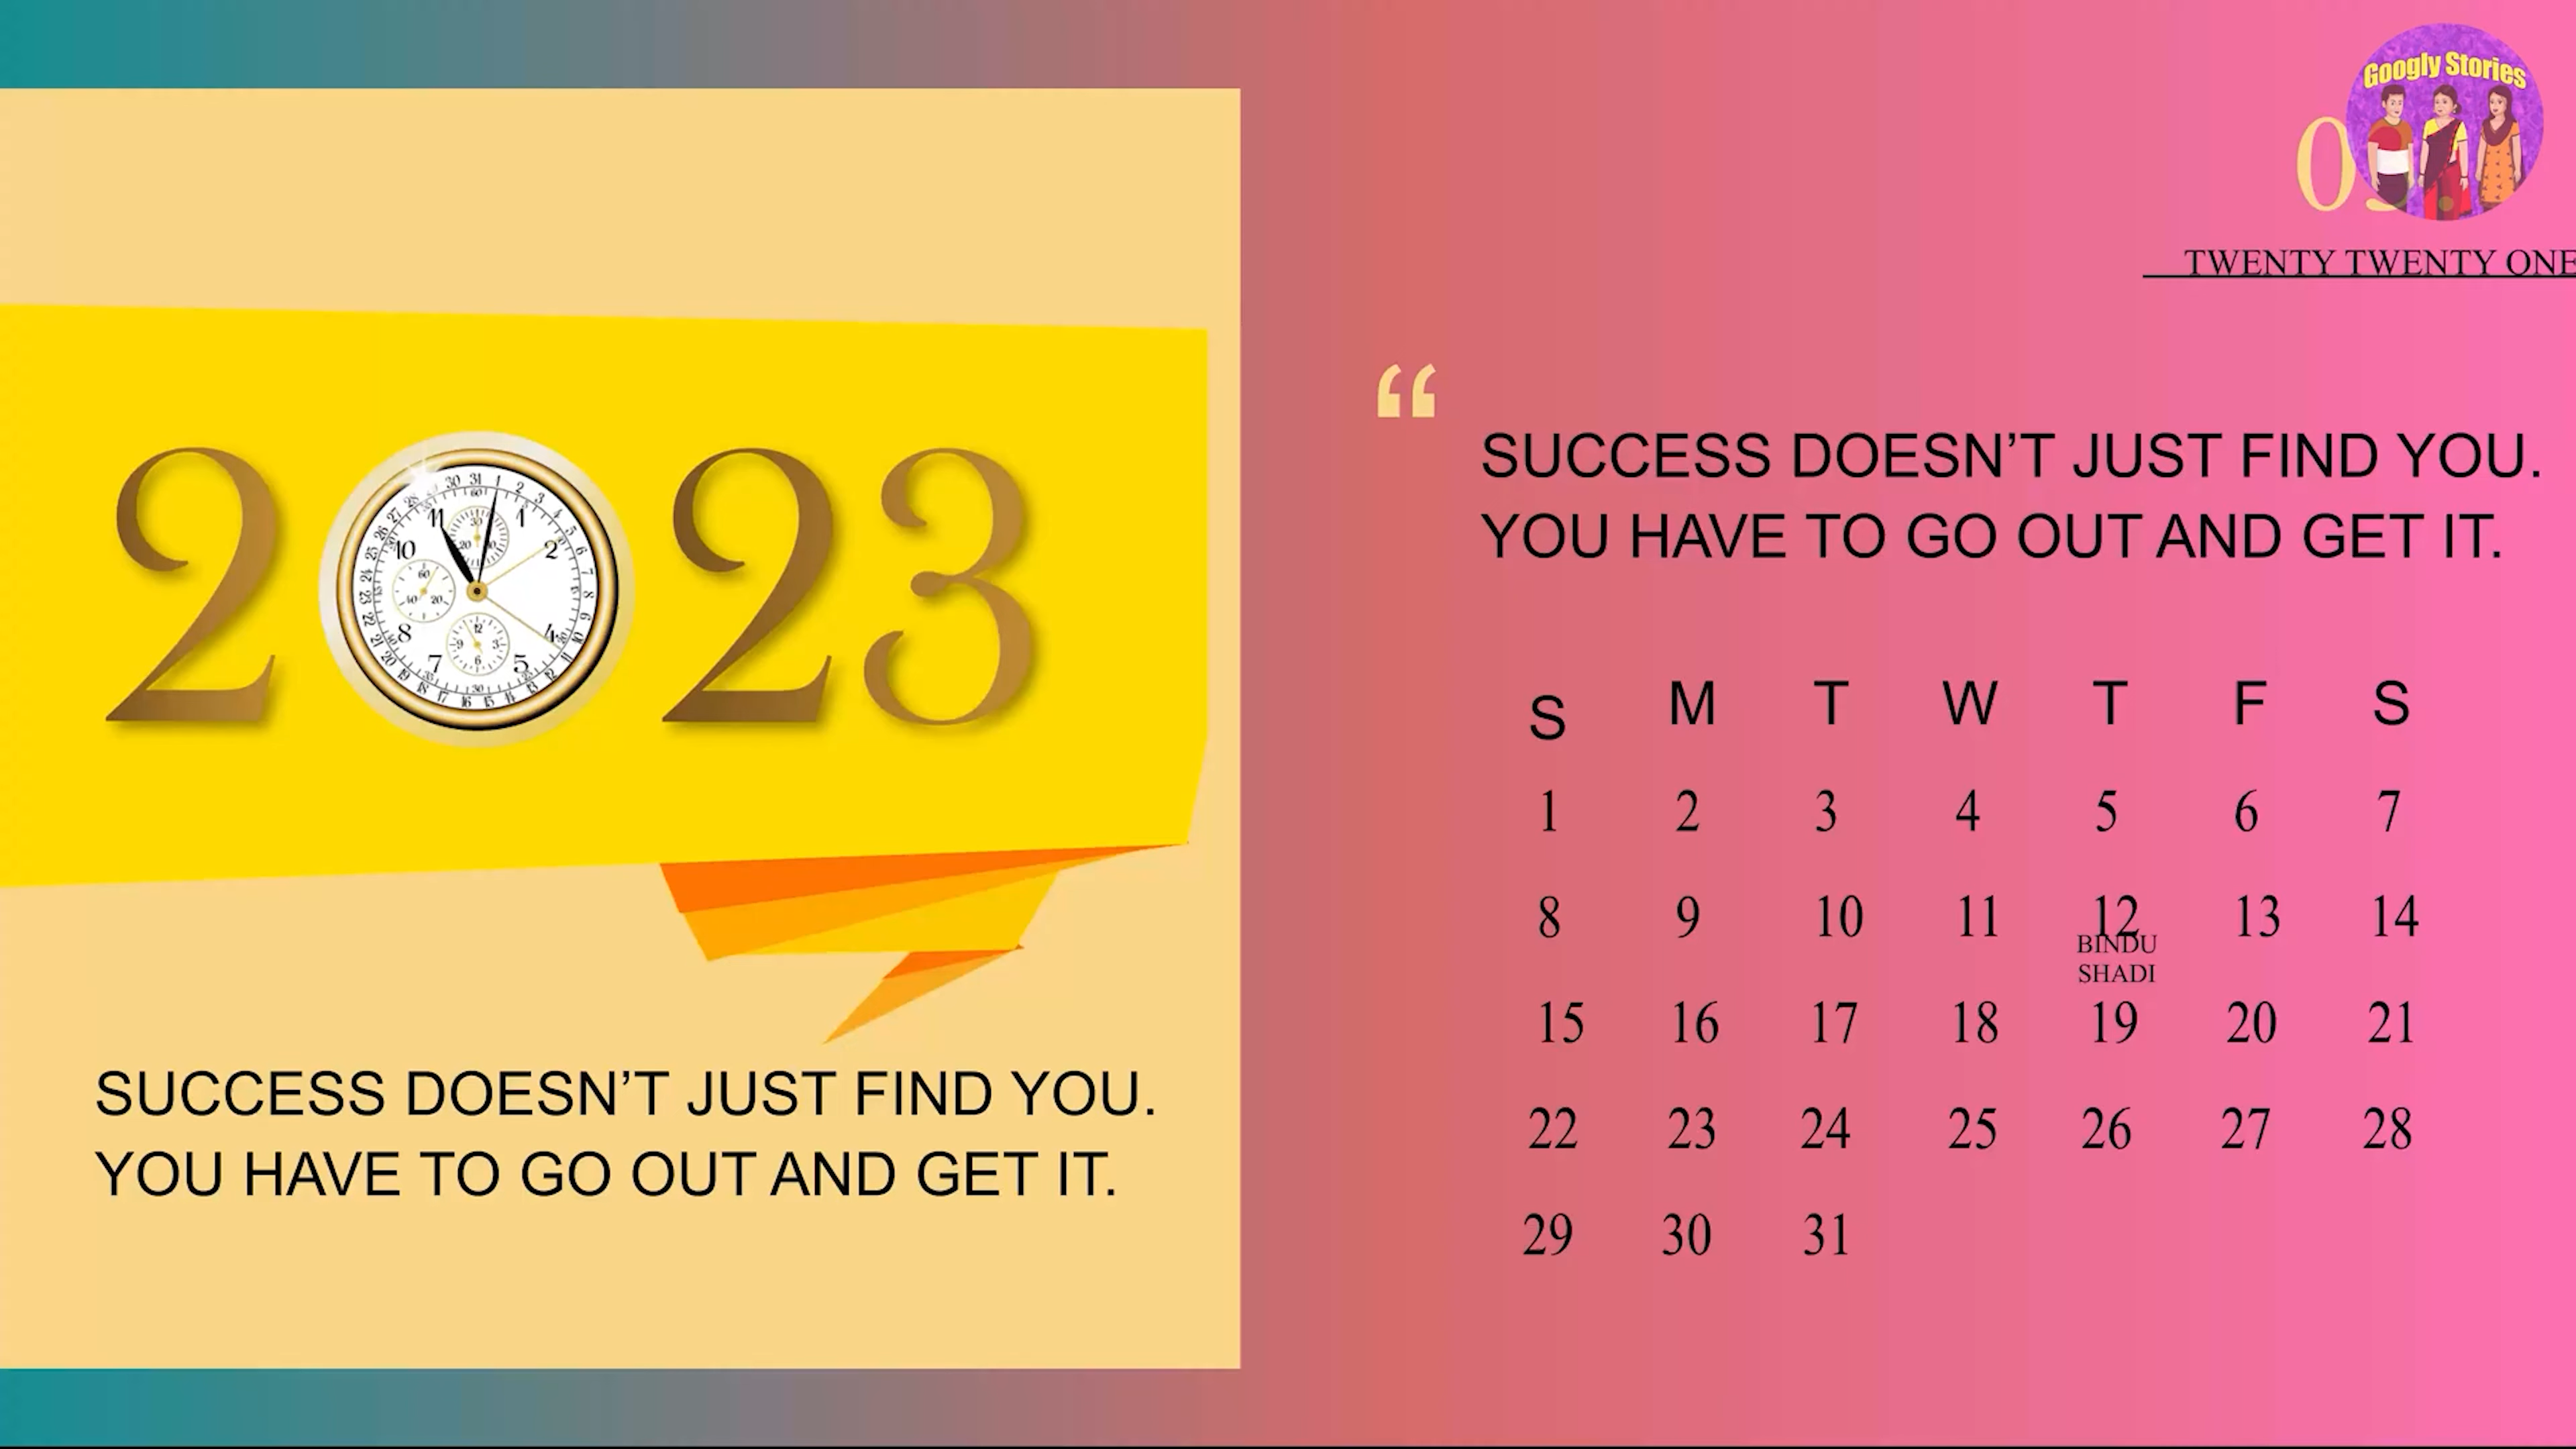 2023
SUCCESS DOESN’T JUST FIND YOU.
YOU HAVE TO GO OUT AND GET IT.
Googly Stories
TWENTY TWENTY ONE
“
SUCCESS DOESN’T JUST FIND YOU.
YOU HAVE TO GO OUT AND GET IT.
S M T W T F S
1 2 3 4 5 6 7
8 9 10 11 12 13 14
BINDU
SHADI
15 16 17 18 19 20 21
22 23 24 25 26 27 28
29 30 31